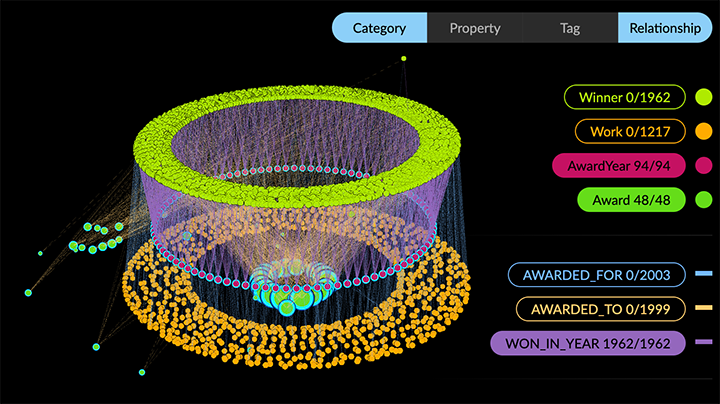 Category Property Tag Relationship
Winner 0/1962
Work 0/1217
AwardYear 94/94
Award 48/48
AWARDED_FOR 0/2003
AWARDED_TO 0/1999
WON_IN_YEAR 1962/1962